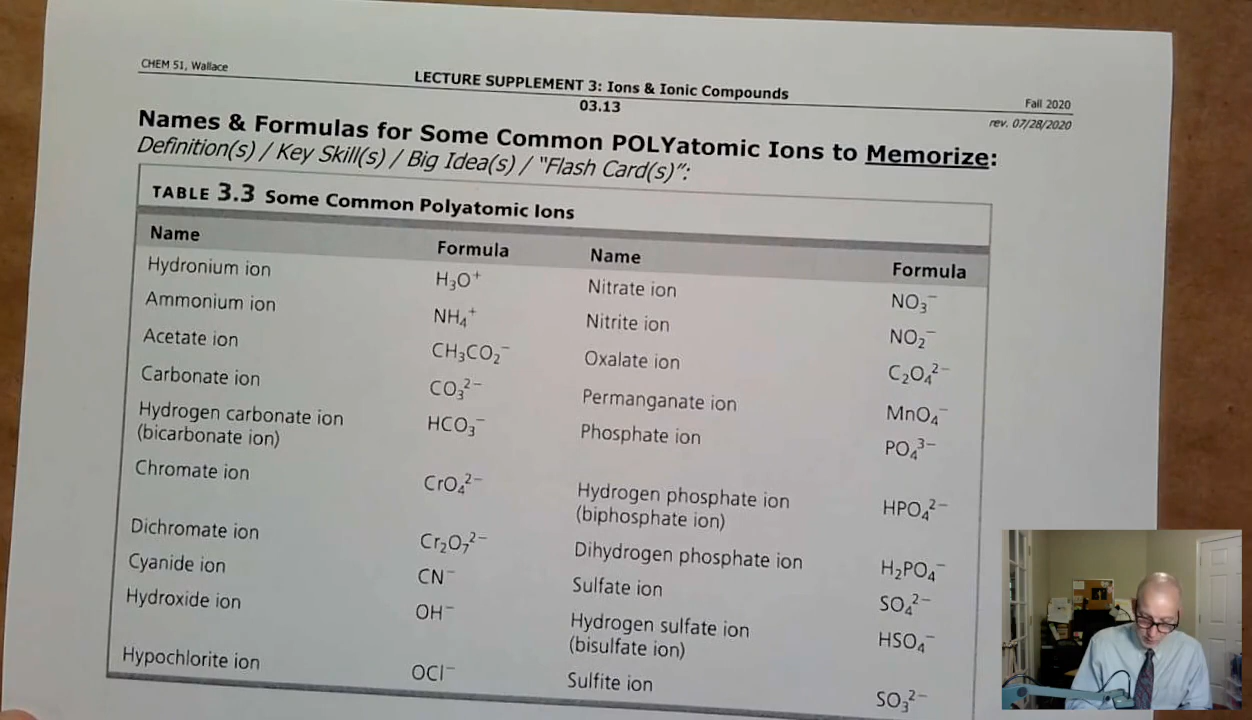 CHEM 51, Wallace
LECTURE SUPPLEMENT 3: Ions & Ionic Compounds
Fall 2020
03.13
rev. 07/28/2020
Names & Formulas for Some Common POLYatomic Ions to Memorize:
Definition(s) / Key Skill(s) / Big Idea(s) / "Flash Card(s)":
TABLE 3.3 Some Common Polyatomic Ions
Name Formula Name Formula
Hydronium ion H₃O⁺ Nitrate ion NO₃⁻
Ammonium ion NH₄⁺ Nitrite ion NO₂⁻
Acetate ion CH₃CO₂⁻ Oxalate ion C₂O₄²⁻
Carbonate ion CO₃²⁻ Permanganate ion MnO₄⁻
Hydrogen carbonate ion HCO₃⁻ Phosphate ion PO₄³⁻
(bicarbonate ion)
Chromate ion CrO₄²⁻ Hydrogen phosphate ion HPO₄²⁻
(biphosphate ion)
Dichromate ion Cr₂O₇²⁻ Dihydrogen phosphate ion H₂PO₄⁻
Cyanide ion CN⁻ Sulfate ion SO₄²⁻
Hydroxide ion OH⁻ Hydrogen sulfate ion HSO₄⁻
(bisulfate ion)
Hypochlorite ion OCl⁻ Sulfite ion SO₃²⁻